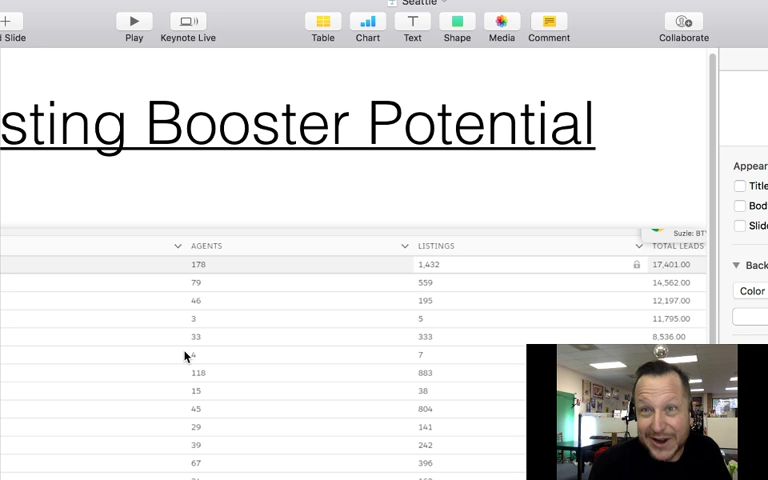 Seattle
d Slide
Play
Keynote Live
Table
Chart
Text
Shape
Media
Comment
Collaborate
sting Booster Potential
Appear
Title
Bod
Slid
Back
Color
Suzie: BT
AGENTS LISTINGS TOTAL LEADS
178 1,432 17,401.00
79 559 14,562.00
46 195 12,197.00
3 5 11,795.00
33 333 8,536.00
4 7
118 883
15 38
45 804
29 141
39 242
67 396